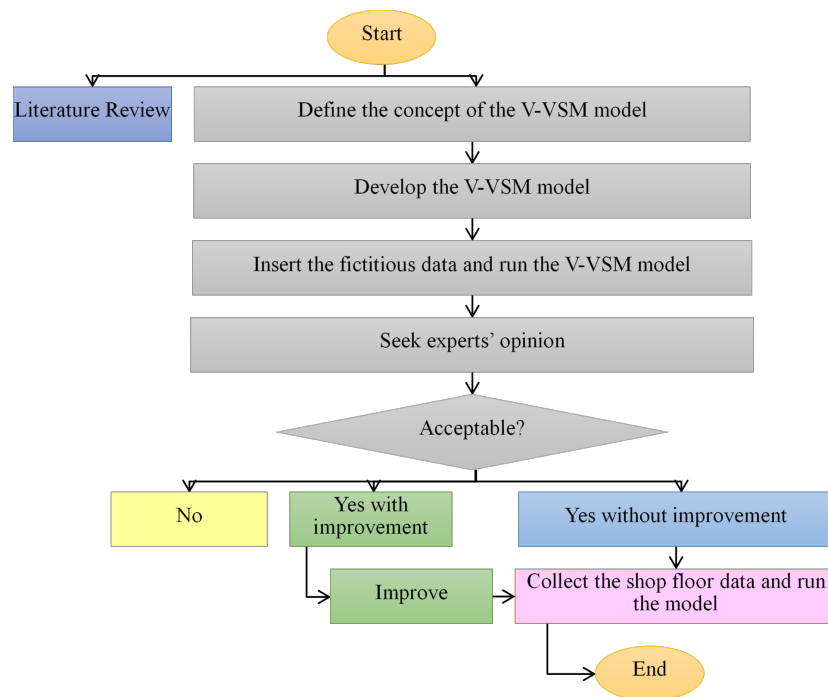 Start
Literature Review
Define the concept of the V-VSM model
Develop the V-VSM model
Insert the fictitious data and run the V-VSM model
Seek experts’ opinion
Acceptable?
No
Yes with
improvement
Yes without improvement
Improve
Collect the shop floor data and run
the model
End